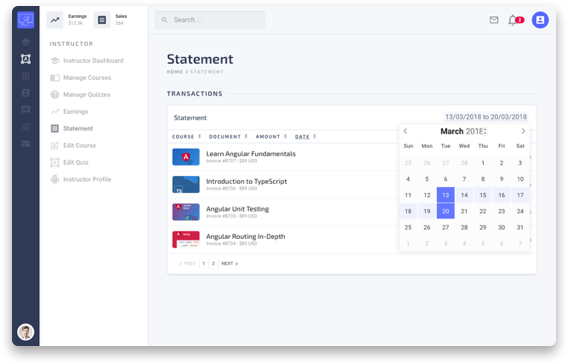 Earnings
$12.3k
Sales
264
Search ...
2
INSTRUCTOR
Instructor Dashboard
Manage Courses
Manage Quizzes
Earnings
Statement
Edit Course
Edit Quiz
Instructor Profile
Statement
HOME > STATEMENT
TRANSACTIONS
Statement
13/03/2018 to 20/03/2018
COURSE DOCUMENT AMOUNT DATE
Learn Angular Fundamentals
Invoice #8737 - $89 USD
Introduction to TypeScript
Invoice #8736 - $89 USD
Angular Unit Testing
Invoice #8735 - $89 USD
Angular Routing In-Depth
Invoice #8734 - $89 USD
< PREV 1 2 NEXT >
March 2018
Sun Mon Tue Wed Thu Fri Sat
25 26 27 28 1 2 3
4 5 6 7 8 9 10
11 12 13 14 15 16 17
18 19 20 21 22 23 24
25 26 27 28 29 30 31
1 2 3 4 5 6 7